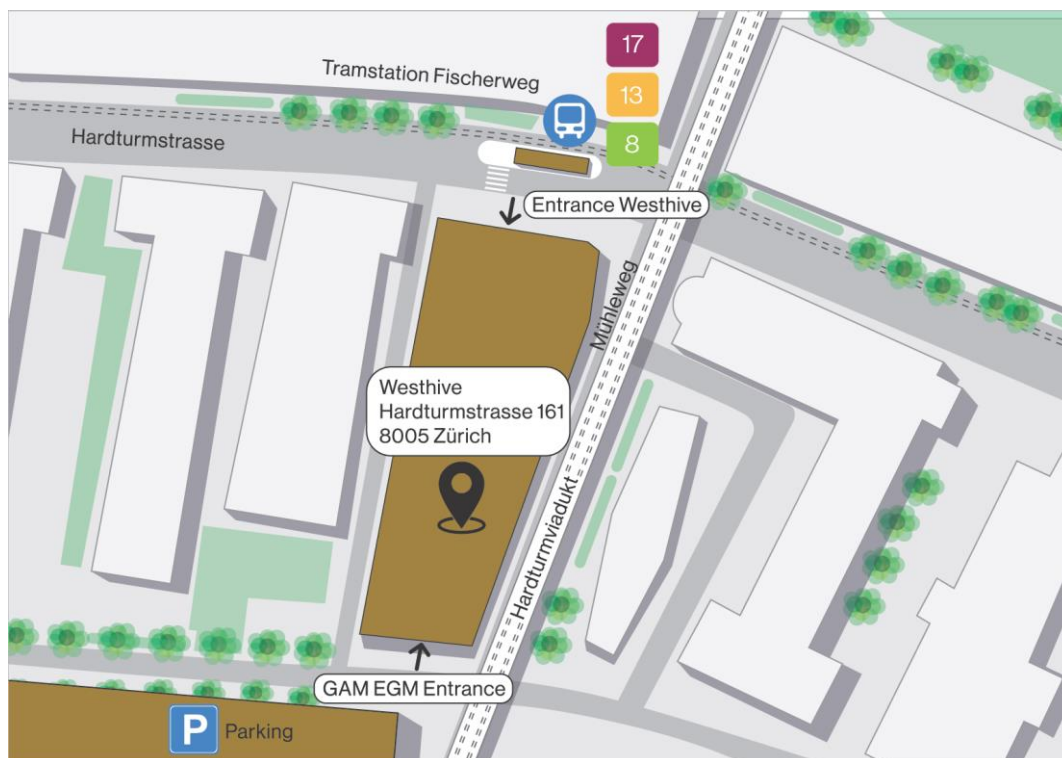 17
Tramstation Fischerweg
13
8
Hardturmstrasse
Entrance Westhive
Mühleweg
Westhive
Hardturmstrasse 161
8005 Zürich
Hardturmviadukt
GAM EGM Entrance
P Parking